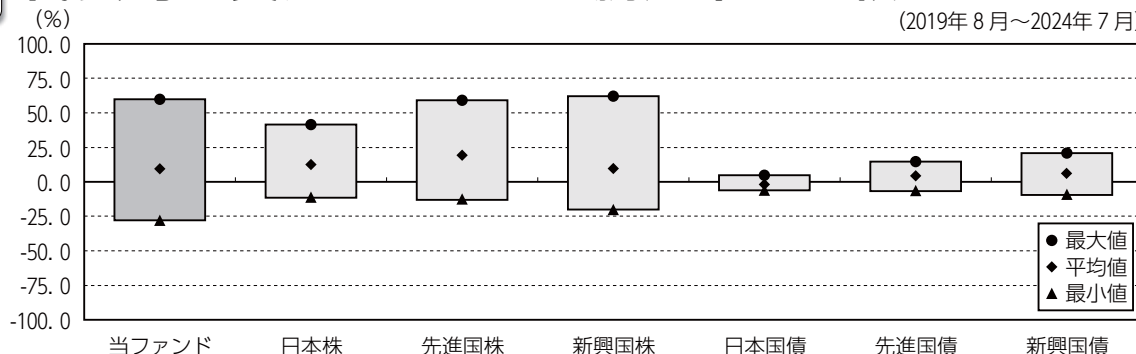 (%)
(2019年8月～2024年7月)
100.0
75.0
50.0
25.0
0.0
-25.0
-50.0
-75.0
-100.0
● 最大値
◆ 平均値
▲ 最小値
当ファンド 日本株 先進国株 新興国株 日本国債 先進国債 新興国債